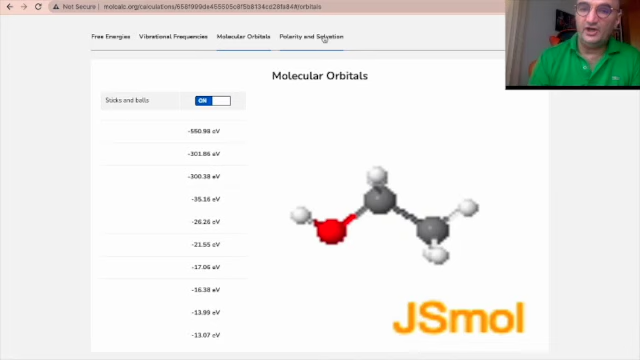 Not Secure | molcalc.org/calculations/658f909de455505c8f5b8134cd28fa84#/orbitals
Free Energies Vibrational Frequencies Molecular Orbitals Polarity and Solvation
Molecular Orbitals
Sticks and balls ON
-550.98 eV
-301.86 eV
-300.38 eV
-35.16 eV
-26.26 eV
-21.55 eV
-17.06 eV
-16.38 eV
-13.99 eV
-13.07 eV
JSmol